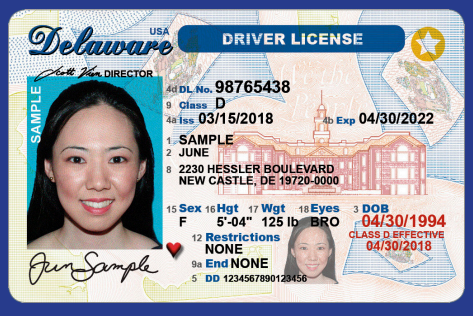 Delaware USA
DRIVER LICENSE
DIRECTOR
SAMPLE
4d DL No. 98765438
9 Class D
4a Iss 03/15/2018 4b Exp 04/30/2022
1 SAMPLE
2 JUNE
8 2230 HESSLER BOULEVARD
NEW CASTLE, DE 19720-0000
15 Sex 16 Hgt 17 Wgt 18 Eyes 3 DOB
F 5'-04" 125 lb BRO 04/30/1994
CLASS D EFFECTIVE
04/30/2018
12 Restrictions
NONE
9a End NONE
5 DD 1234567890123456
Jun Sample